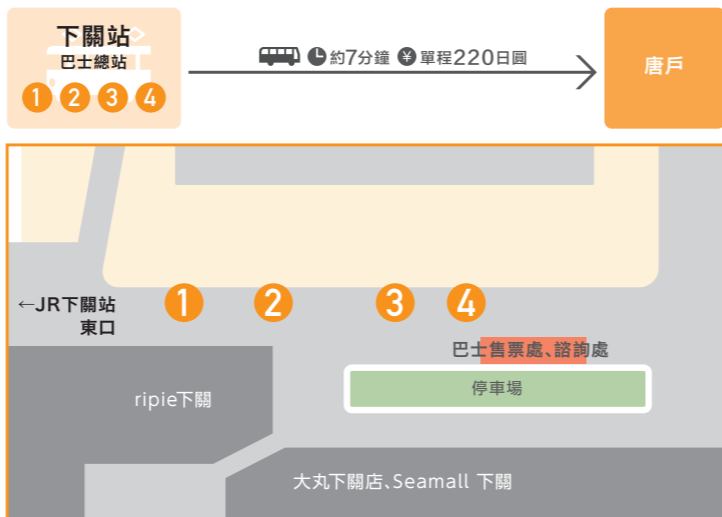 下關站
巴士總站
1 2 3 4
約7分鐘 ¥ 單程220日圓
唐戶
←JR下關站
東口
1 2 3 4
巴士售票處、諮詢處
停車場
ripie下關
大丸下關店、Seamall 下關